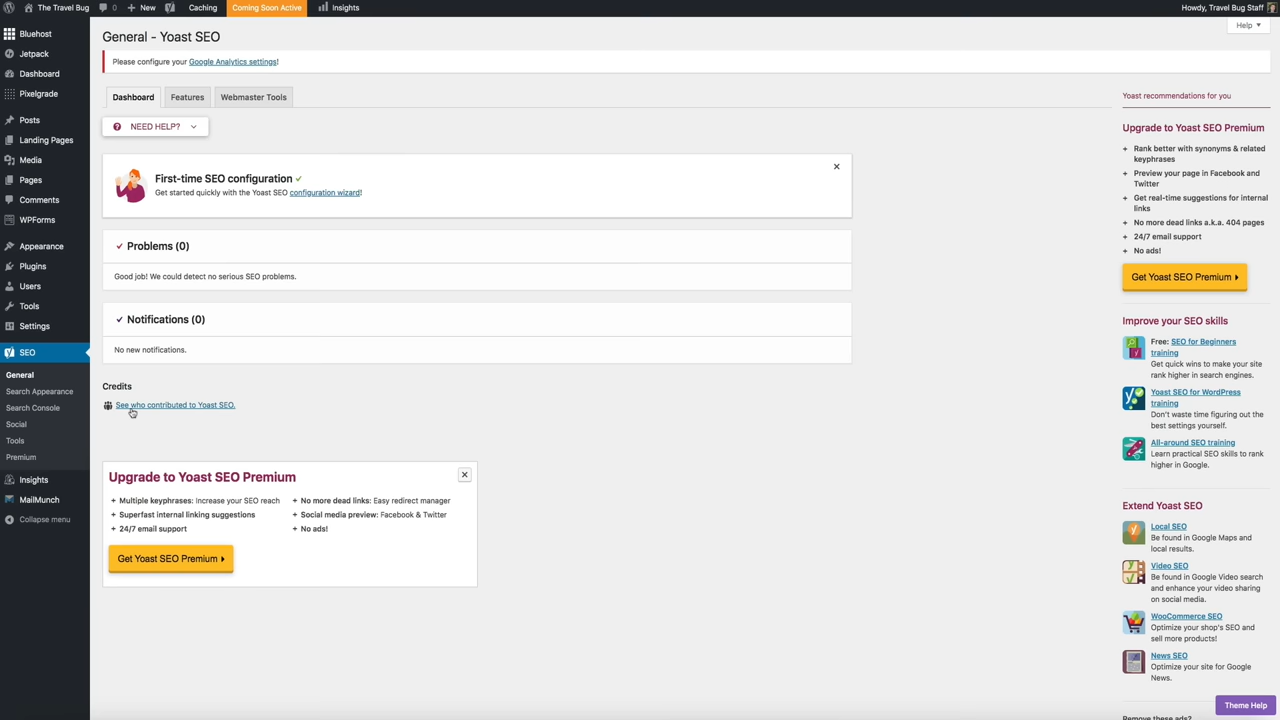 The Travel Bug
0
New
Caching
Coming Soon Active
Insights
Howdy, Travel Bug Staff
Bluehost
Jetpack
Dashboard
Pixelgrade
Posts
Landing Pages
Media
Pages
Comments
WPForms
Appearance
Plugins
Users
Tools
Settings
SEO
General
Search Appearance
Search Console
Social
Tools
Premium
Insights
MailMunch
Collapse menu
Help
General - Yoast SEO
Please configure your Google Analytics settings!
Dashboard
Features
Webmaster Tools
NEED HELP?
First-time SEO configuration
Get started quickly with the Yoast SEO configuration wizard!
Problems (0)
Good job! We could detect no serious SEO problems.
Notifications (0)
No new notifications.
Credits
See who contributed to Yoast SEO.
Upgrade to Yoast SEO Premium
+ Multiple keyphrases: Increase your SEO reach
+ Superfast internal linking suggestions
+ 24/7 email support
+ No more dead links: Easy redirect manager
+ Social media preview: Facebook & Twitter
+ No ads!
Get Yoast SEO Premium
Yoast recommendations for you
Upgrade to Yoast SEO Premium
+ Rank better with synonyms & related
keyphrases
+ Preview your page in Facebook and
Twitter
+ Get real-time suggestions for internal
links
+ No more dead links a.k.a. 404 pages
+ 24/7 email support
+ No ads!
Get Yoast SEO Premium
Improve your SEO skills
Free: SEO for Beginners
training
Get quick wins to make your site
rank higher in search engines.
Yoast SEO for WordPress
training
Don't waste time figuring out the
best settings yourself.
All-around SEO training
Learn practical SEO skills to rank
higher in Google.
Extend Yoast SEO
Local SEO
Be found in Google Maps and
local results.
Video SEO
Be found in Google Video search
and enhance your video sharing
on social media.
WooCommerce SEO
Optimize your shop's SEO and
sell more products!
News SEO
Optimize your site for Google
News.
Theme Help
Remove these ads?